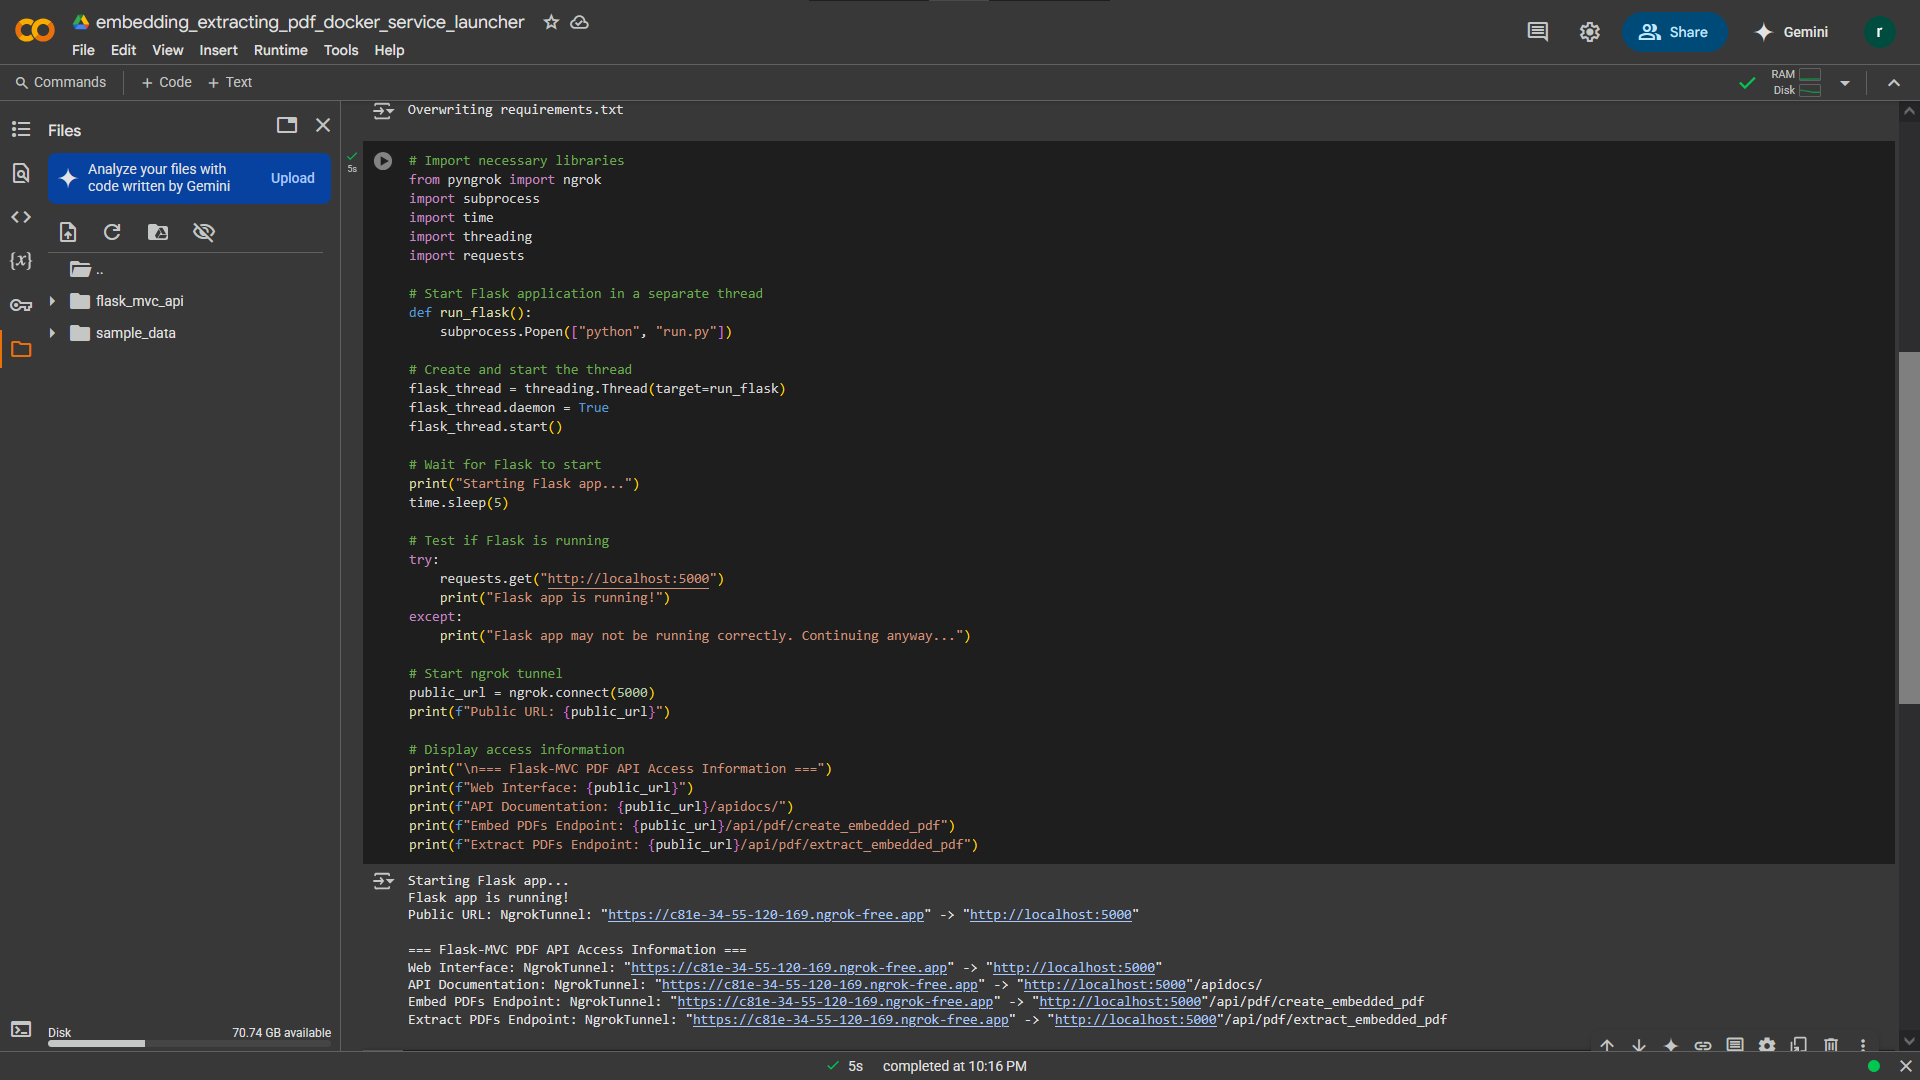 embedding_extracting_pdf_docker_service_launcher
File Edit View Insert Runtime Tools Help
Share
Gemini
r
Commands + Code + Text
RAM
Disk
Files
Analyze your files with
code written by Gemini
Upload
..
flask_mvc_api
sample_data
Disk 70.74 GB available
Overwriting requirements.txt
5s
# Import necessary libraries
from pyngrok import ngrok
import subprocess
import time
import threading
import requests
# Start Flask application in a separate thread
def run_flask():
    subprocess.Popen(["python", "run.py"])
# Create and start the thread
flask_thread = threading.Thread(target=run_flask)
flask_thread.daemon = True
flask_thread.start()
# Wait for Flask to start
print("Starting Flask app...")
time.sleep(5)
# Test if Flask is running
try:
    requests.get("http://localhost:5000")
    print("Flask app is running!")
except:
    print("Flask app may not be running correctly. Continuing anyway...")
# Start ngrok tunnel
public_url = ngrok.connect(5000)
print(f"Public URL: {public_url}")
# Display access information
print("\n=== Flask-MVC PDF API Access Information ===")
print(f"Web Interface: {public_url}")
print(f"API Documentation: {public_url}/apidocs/")
print(f"Embed PDFs Endpoint: {public_url}/api/pdf/create_embedded_pdf")
print(f"Extract PDFs Endpoint: {public_url}/api/pdf/extract_embedded_pdf")
Starting Flask app...
Flask app is running!
Public URL: NgrokTunnel: "https://c81e-34-55-120-169.ngrok-free.app" -> "http://localhost:5000"
=== Flask-MVC PDF API Access Information ===
Web Interface: NgrokTunnel: "https://c81e-34-55-120-169.ngrok-free.app" -> "http://localhost:5000"
API Documentation: NgrokTunnel: "https://c81e-34-55-120-169.ngrok-free.app" -> "http://localhost:5000"/apidocs/
Embed PDFs Endpoint: NgrokTunnel: "https://c81e-34-55-120-169.ngrok-free.app" -> "http://localhost:5000"/api/pdf/create_embedded_pdf
Extract PDFs Endpoint: NgrokTunnel: "https://c81e-34-55-120-169.ngrok-free.app" -> "http://localhost:5000"/api/pdf/extract_embedded_pdf
5s completed at 10:16 PM